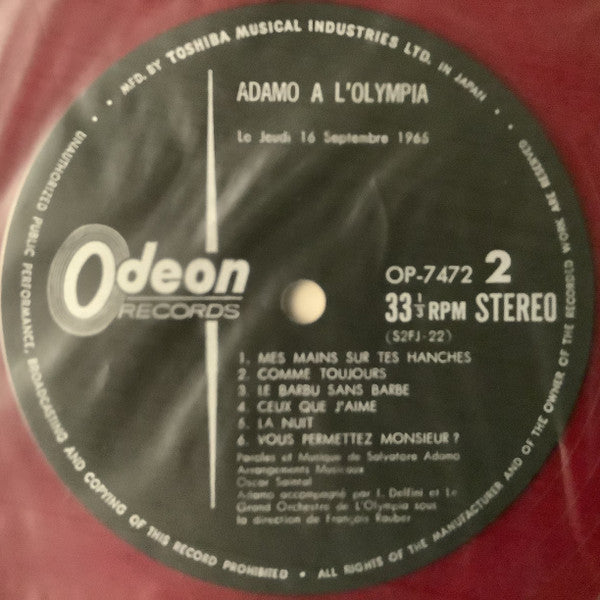 • MFD. BY TOSHIBA MUSICAL INDUSTRIES LTD. IN JAPAN •
ADAMO A L'OLYMPIA
Le Jeudi 16 Septembre 1965
Odeon
RECORDS
OP-7472 2
33 1/3 RPM STEREO
(S2FJ-22)
1. MES MAINS SUR TES HANCHES
2. COMME TOUJOURS
3. LE BARBU SANS BARBE
4. CEUX QUE J'AIME
5. LA NUIT
6. VOUS PERMETTEZ MONSIEUR?
Paroles et Musique de Salvatore Adamo
Arrangements Musicaux
Oscar Saintal
Adamo accompagné par I. Delfini et Le
Grand Orchestre de L'Olympia sous
la direction de François Rauber
UNAUTHORIZED PUBLIC PERFORMANCE, BROADCASTING AND COPYING OF THIS RECORD PROHIBITED • ALL RIGHTS OF THE MANUFACTURER AND OF THE OWNER OF THE RECORDED WORK ARE RESERVED